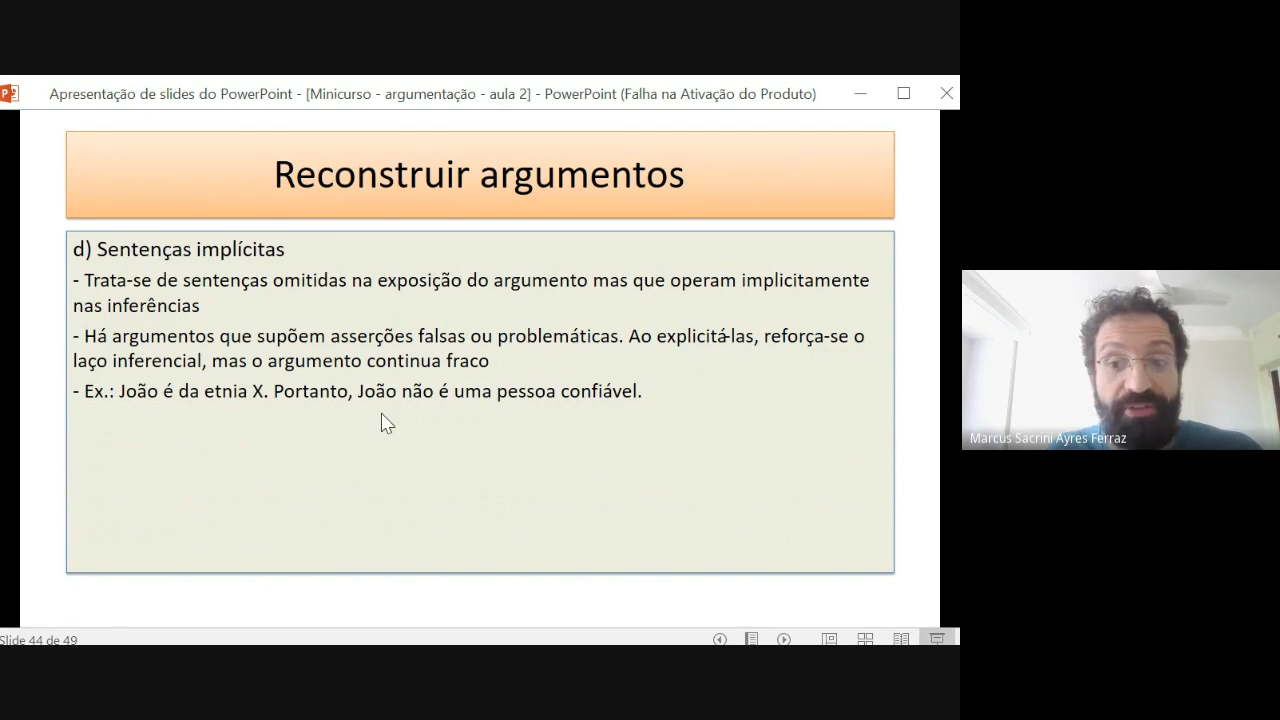 Apresentação de slides do PowerPoint - [Minicurso - argumentação - aula 2] - PowerPoint (Falha na Ativação do Produto)
Reconstruir argumentos
d) Sentenças implícitas
- Trata-se de sentenças omitidas na exposição do argumento mas que operam implicitamente
nas inferências
- Há argumentos que supõem asserções falsas ou problemáticas. Ao explicitá-las, reforça-se o
laço inferencial, mas o argumento continua fraco
- Ex.: João é da etnia X. Portanto, João não é uma pessoa confiável.
Marcus Sacrini Ayres Ferraz
Slide 44 de 49